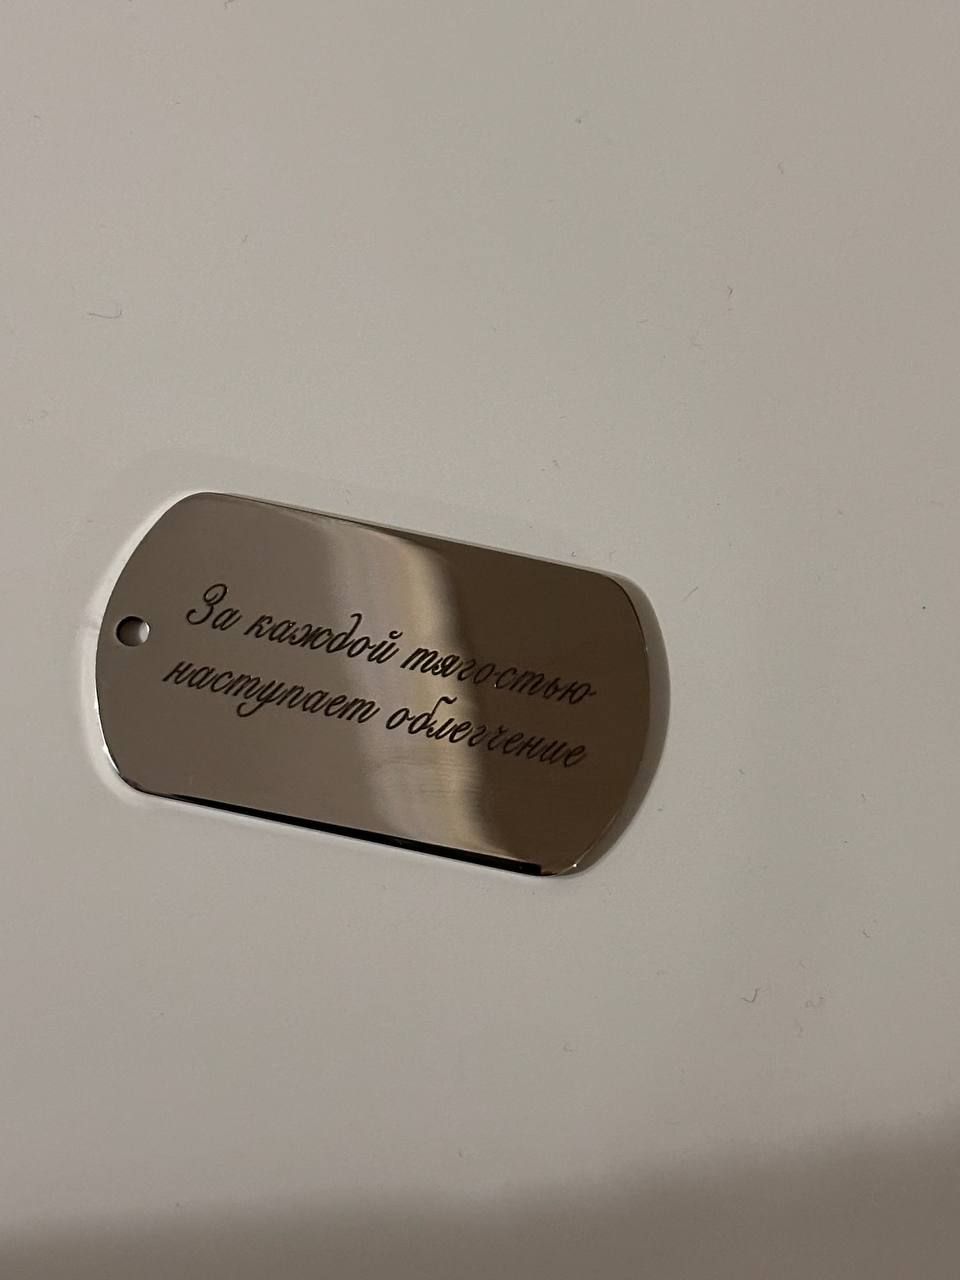 За каждой тягостью
наступает облегчение